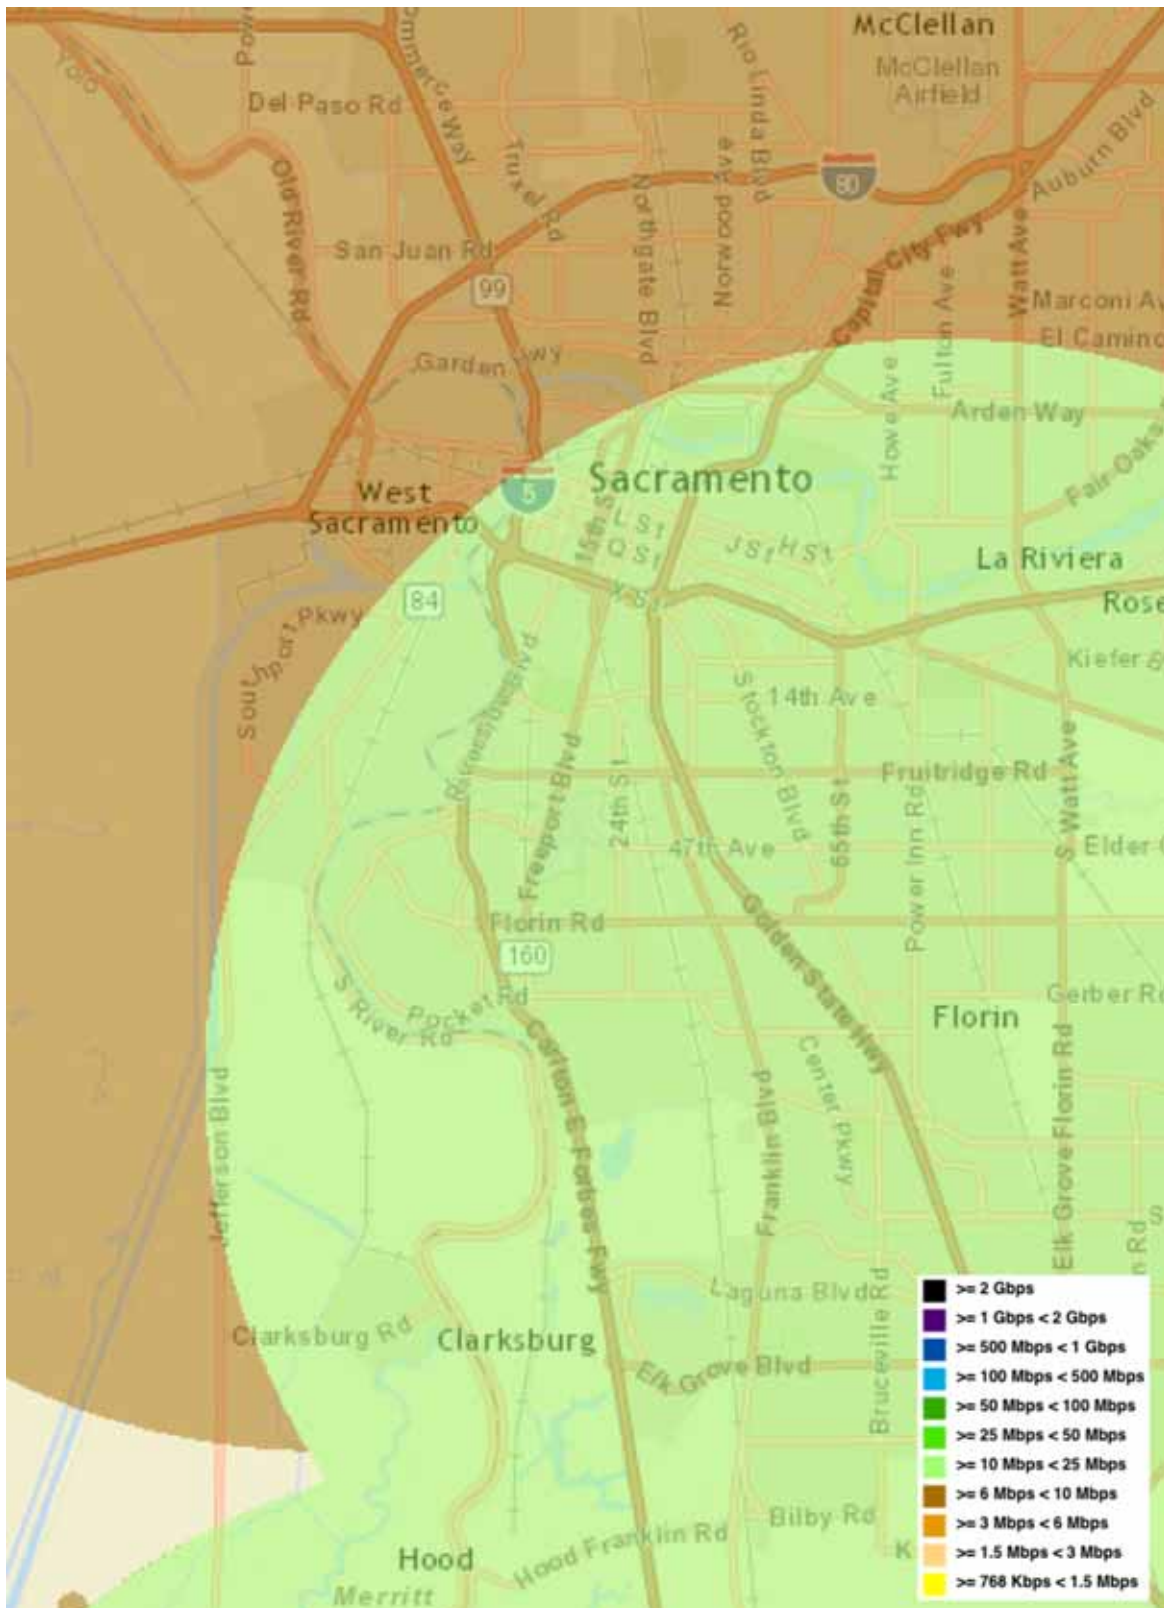 McClellan
McClellan
Airfield
Yolo
Commerce Way
Rio Linda Blvd
Del Paso Rd
Truxel Rd
Northgate Blvd
Norwood Ave
80
Auburn Blvd
Old River Rd
San Juan Rd
99
Capital City Fwy
Watt Ave
Fulton Ave
Marconi Av
El Camino
Garden Hwy
Howe Ave
Arden Way
Fair Oaks
Sacramento
5
West
Sacramento
15th St
L St
Q St
J St
H St
X St
La Riviera
Rose
84
Southport Pkwy
Kiefer B
Riverside Blvd
14th Ave
Stockton Blvd
Fruitridge Rd
S Watt Ave
Freeport Blvd
24th St
47th Ave
65th St
Power Inn Rd
Elder
Florin Rd
Golden State Hwy
160
S River Rd
Pocket Rd
Gerber Rd
Florin
Carlton E Forbes Fwy
Center Pkwy
Jefferson Blvd
Franklin Blvd
Elk Grove Florin Rd
S
n Rd
Laguna Blvd
Bruceville Rd
Clarksburg Rd
Clarksburg
Elk Grove Blvd
Bilby Rd
Hood Franklin Rd
K
Hood
Merritt
>= 2 Gbps
>= 1 Gbps < 2 Gbps
>= 500 Mbps < 1 Gbps
>= 100 Mbps < 500 Mbps
>= 50 Mbps < 100 Mbps
>= 25 Mbps < 50 Mbps
>= 10 Mbps < 25 Mbps
>= 6 Mbps < 10 Mbps
>= 3 Mbps < 6 Mbps
>= 1.5 Mbps < 3 Mbps
>= 768 Kbps < 1.5 Mbps